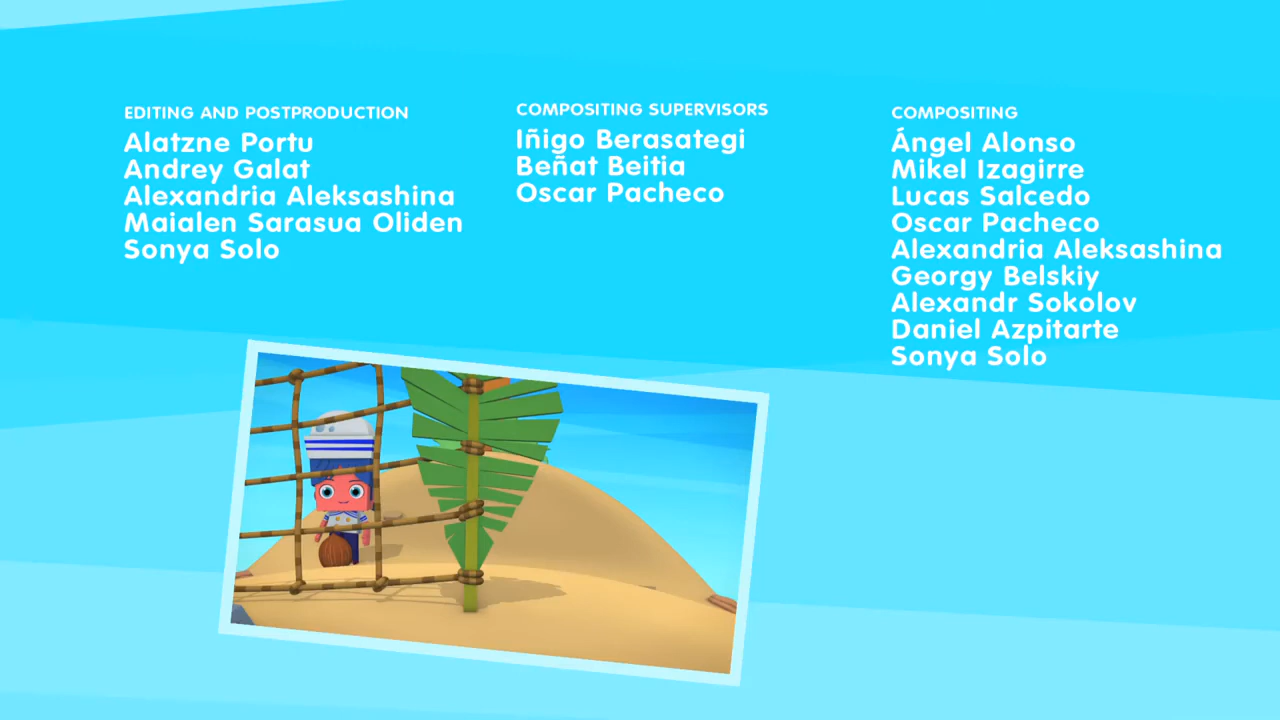 EDITING AND POSTPRODUCTION
Alatzne Portu
Andrey Galat
Alexandria Aleksashina
Maialen Sarasua Oliden
Sonya Solo
COMPOSITING SUPERVISORS
Iñigo Berasategi
Beñat Beitia
Oscar Pacheco
COMPOSITING
Ángel Alonso
Mikel Izagirre
Lucas Salcedo
Oscar Pacheco
Alexandria Aleksashina
Georgy Belskiy
Alexandr Sokolov
Daniel Azpitarte
Sonya Solo